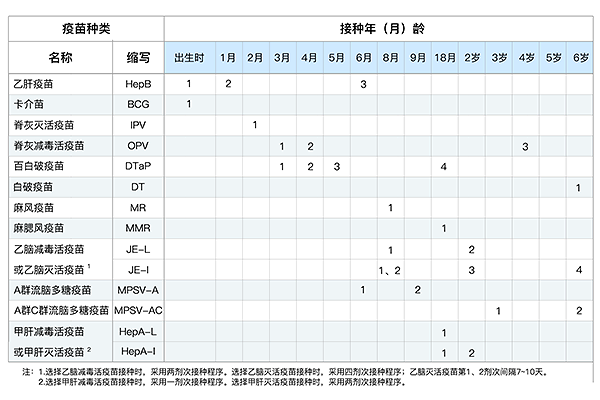 疫苗种类 接种年（月）龄
名称 缩写 出生时 1月 2月 3月 4月 5月 6月 8月 9月 18月 2岁 3岁 4岁 5岁 6岁
乙肝疫苗 HepB 1 2 3
卡介苗 BCG 1
脊灰灭活疫苗 IPV 1
脊灰减毒活疫苗 OPV 1 2 3
百白破疫苗 DTaP 1 2 3 4
白破疫苗 DT 1
麻风疫苗 MR 1
麻腮风疫苗 MMR 1
乙脑减毒活疫苗 JE-L 1 2
或乙脑灭活疫苗 1 JE-I 1、2 3 4
A群流脑多糖疫苗 MPSV-A 1 2
A群C群流脑多糖疫苗 MPSV-AC 1 2
甲肝减毒活疫苗 HepA-L 1
或甲肝灭活疫苗 2 HepA-I 1 2
注：1.选择乙脑减毒活疫苗接种时，采用两剂次接种程序。选择乙脑灭活疫苗接种时，采用四剂次接种程序；乙脑灭活疫苗第1、2剂次间隔7~10天。
2.选择甲肝减毒活疫苗接种时，采用一剂次接种程序。选择甲肝灭活疫苗接种时，采用两剂次接种程序。